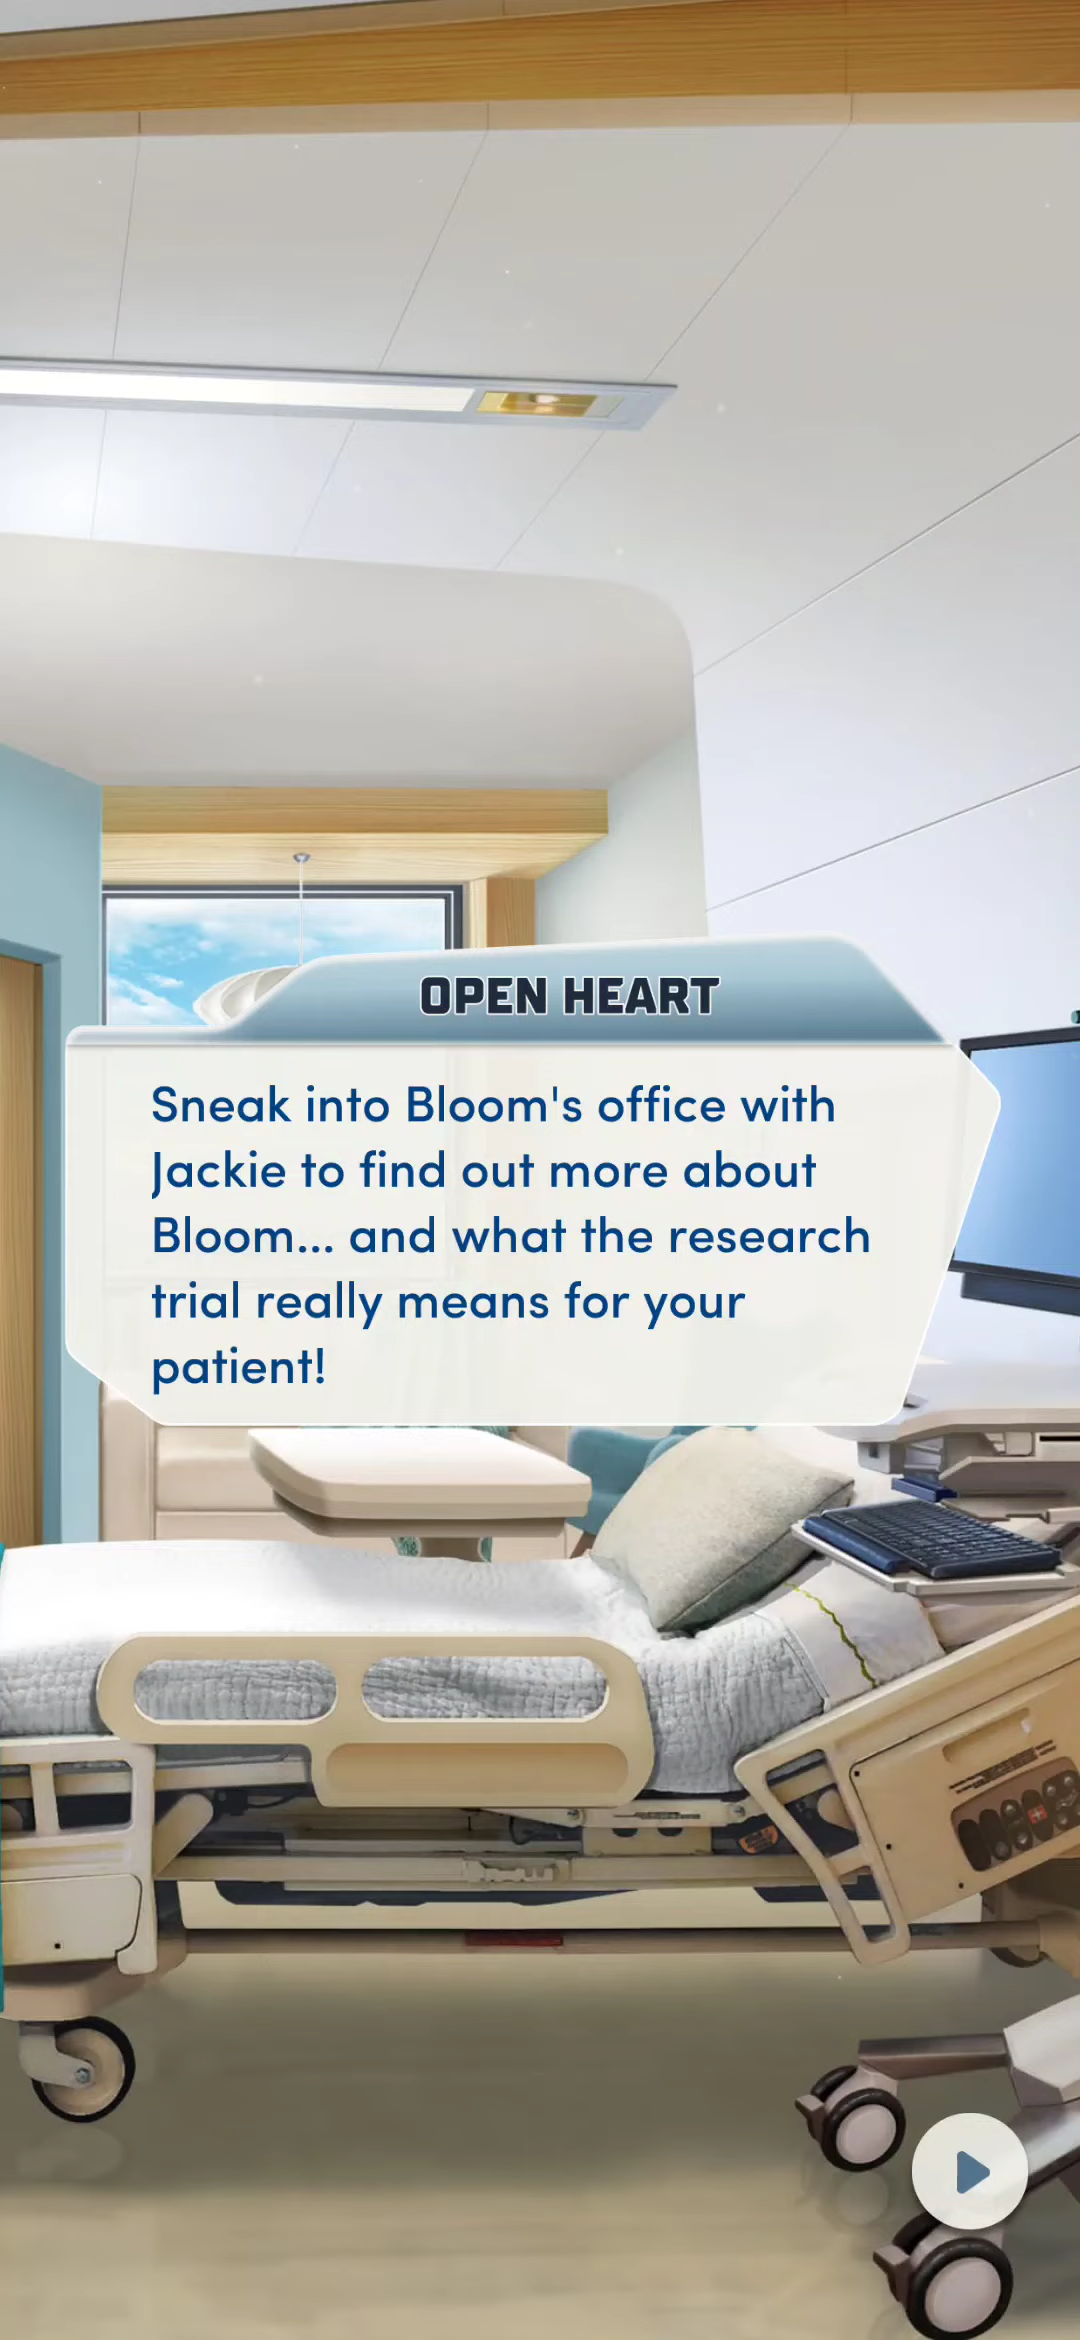 OPEN HEART
Sneak into Bloom's office with
Jackie to find out more about
Bloom... and what the research
trial really means for your
patient!